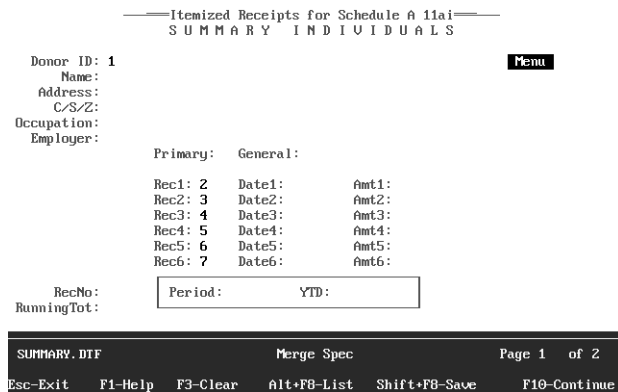 Itemized Receipts for Schedule A 11ai
SUMMARY INDIVIDUALS
Donor ID: 1 Menu
Name:
Address:
C/S/Z:
Occupation:
Employer:
Primary: General:
Rec1: 2 Date1: Amt1:
Rec2: 3 Date2: Amt2:
Rec3: 4 Date3: Amt3:
Rec4: 5 Date4: Amt4:
Rec5: 6 Date5: Amt5:
Rec6: 7 Date6: Amt6:
RecNo: Period: YTD:
RunningTot:
SUMMARY.DTF Merge Spec Page 1 of 2
Esc-Exit F1-Help F3-Clear Alt+F8-List Shift+F8-Save F10-Continue